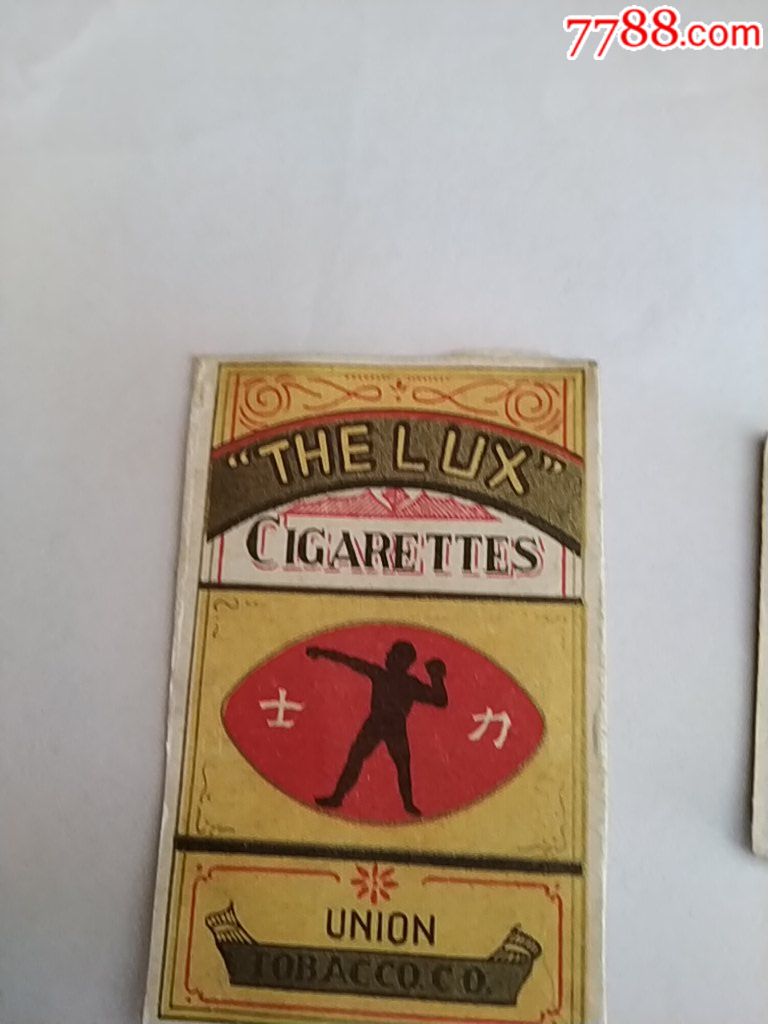 7788.com
"THE LUX"
CIGARETTES
士 力
UNION
TOBACCO. CO.